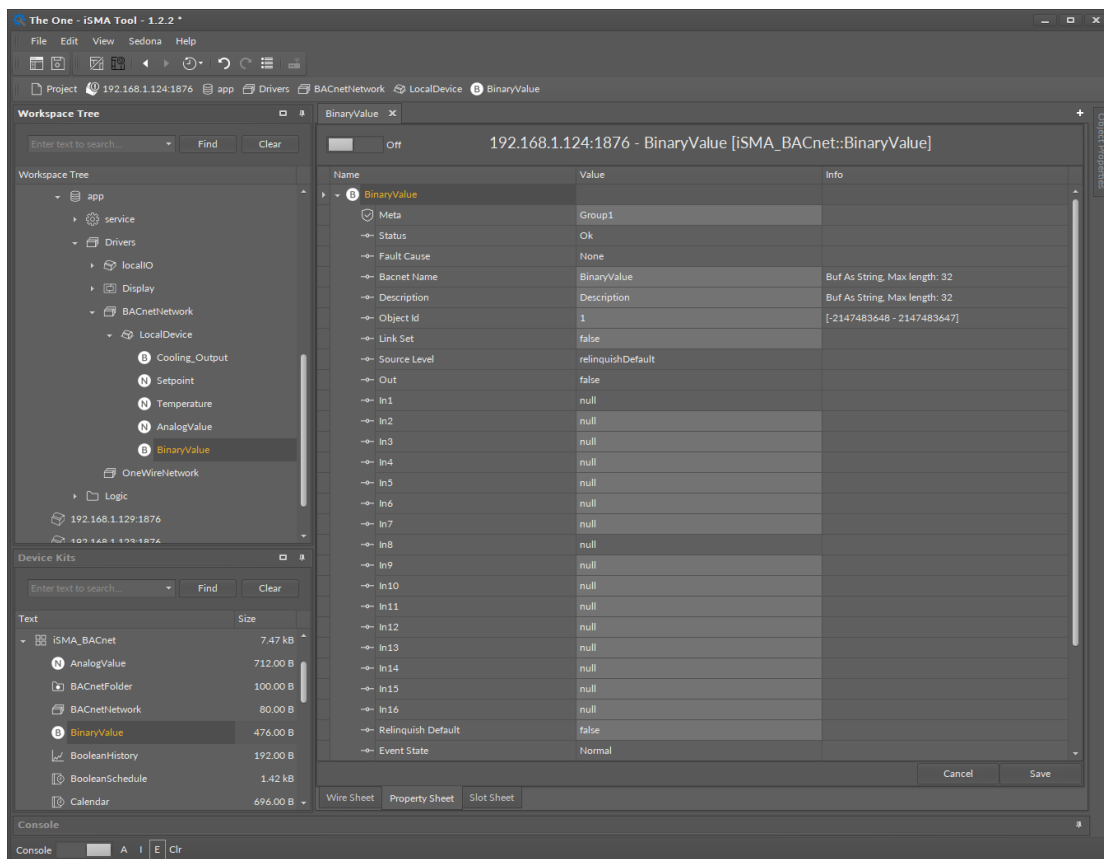 The One - iSMA Tool - 1.2.2 *
File Edit View Sedona Help
Project 192.168.1.124:1876 app Drivers BACnetNetwork LocalDevice B BinaryValue
Workspace Tree
Enter text to search... Find Clear
Workspace Tree
app
service
Drivers
localIO
Display
BACnetNetwork
LocalDevice
B Cooling_Output
N Setpoint
N Temperature
N AnalogValue
B BinaryValue
OneWireNetwork
Logic
192.168.1.129:1876
192.168.1.123:1876
Device Kits
Enter text to search... Find Clear
Text Size
iSMA_BACnet 7.47 kB
N AnalogValue 712.00 B
BACnetFolder 100.00 B
BACnetNetwork 80.00 B
B BinaryValue 476.00 B
BooleanHistory 192.00 B
BooleanSchedule 1.42 kB
Calendar 696.00 B
BinaryValue
Off 192.168.1.124:1876 - BinaryValue [iSMA_BACnet::BinaryValue]
Name Value Info
B BinaryValue
Meta Group1
Status Ok
Fault Cause None
Bacnet Name BinaryValue Buf As String, Max length: 32
Description Description Buf As String, Max length: 32
Object Id 1 [-2147483648 - 2147483647]
Link Set false
Source Level relinquishDefault
Out false
In1 null
In2 null
In3 null
In4 null
In5 null
In6 null
In7 null
In8 null
In9 null
In10 null
In11 null
In12 null
In13 null
In14 null
In15 null
In16 null
Relinquish Default false
Event State Normal
Cancel Save
Wire Sheet Property Sheet Slot Sheet
Object Properties
Console
Console A I E Clr